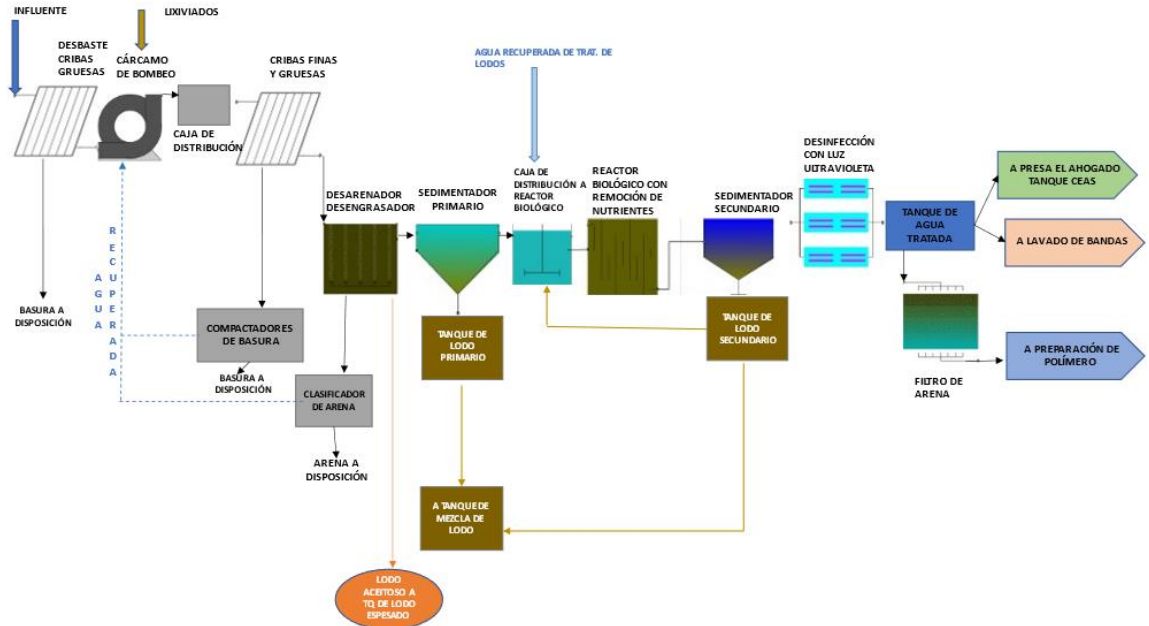 INFLUENTE
LIXIVIADOS
DESBASTE
CRIBAS
GRUESAS
CÁRCAMO
DE BOMBEO
CAJA DE
DISTRIBUCIÓN
CRIBAS FINAS
Y GRUESAS
AGUA RECUPERADA DE TRAT. DE
LODOS
DESARENADOR
DESENGRASADOR
SEDIMENTADOR
PRIMARIO
CAJA DE
DISTRIBUCIÓN A
REACTOR
BIOLÓGICO
REACTOR
BIOLÓGICO CON
REMOCIÓN DE
NUTRIENTES
SEDIMENTADOR
SECUNDARIO
DESINFECCIÓN
CON LUZ
ULTRAVIOLETA
TANQUE DE
AGUA
TRATADA
A PRESA EL AHOGADO
TANQUE CEAS
A LAVADO DE BANDAS
A PREPARACIÓN DE
POLÍMERO
FILTRO DE
ARENA
AGUA
RECUPERADA
BASURA A
DISPOSICIÓN
COMPACTADORES
DE BASURA
BASURA A
DISPOSICIÓN
CLASIFICADOR
DE ARENA
ARENA A
DISPOSICIÓN
TANQUE DE
LODO
PRIMARIO
TANQUE DE
LODO
SECUNDARIO
A TANQUE DE
MEZCLA DE
LODO
LODO
ACEITOSO A
TQ DE LODO
ESPESADO